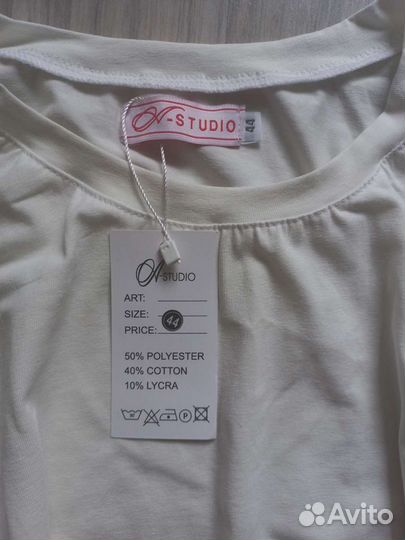 A-STUDIO
44
A-STUDIO
ART:
SIZE: 44
PRICE:
50% POLYESTER
40% COTTON
10% LYCRA
P
Avito